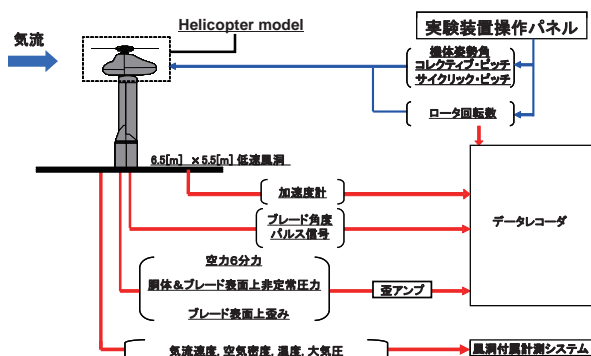 気流
Helicopter model
実験装置操作パネル
機体姿勢角
コレクティブ・ピッチ
サイクリック・ピッチ
ロータ回転数
6.5[m] ×5.5[m] 低速風洞
加速度計
ブレード角度
パルス信号
データレコーダ
空力6分力
胴体&ブレード表面上非定常圧力
ブレード表面上歪み
歪アンプ
気流速度, 空気密度, 温度, 大気圧
風洞付属計測システム